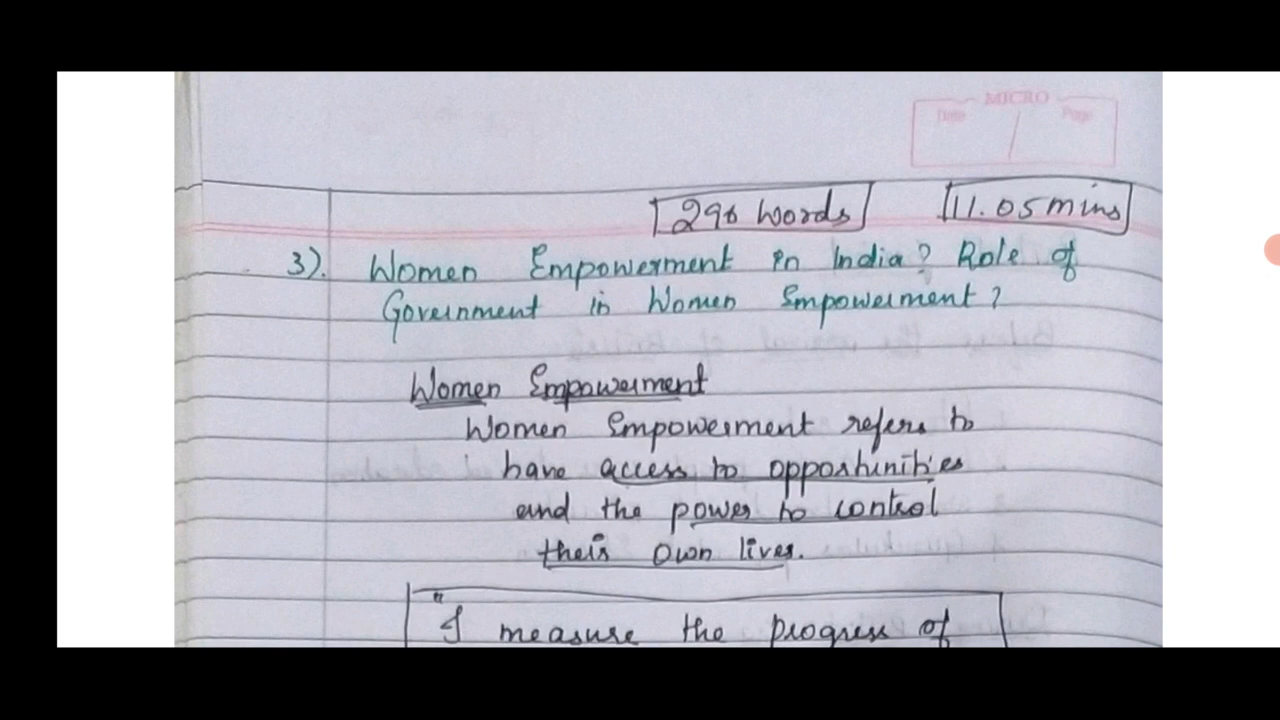 MICRO
Date Page
296 Words 11.05 mins
3). Women Empowerment in India? Role of
Government in Women Empowerment?
Women Empowerment
Women Empowerment refers to
have access to opportunities
and the power to control
their own lives.
"I measure the progress of